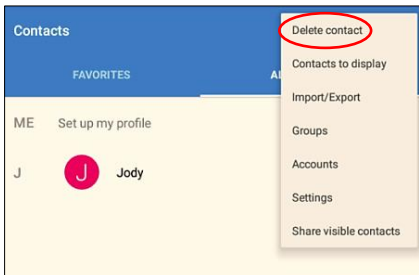 Contacts
Delete contact
FAVORITES
Contacts to display
Import/Export
ME Set up my profile
Groups
J J Jody
Accounts
Settings
Share visible contacts